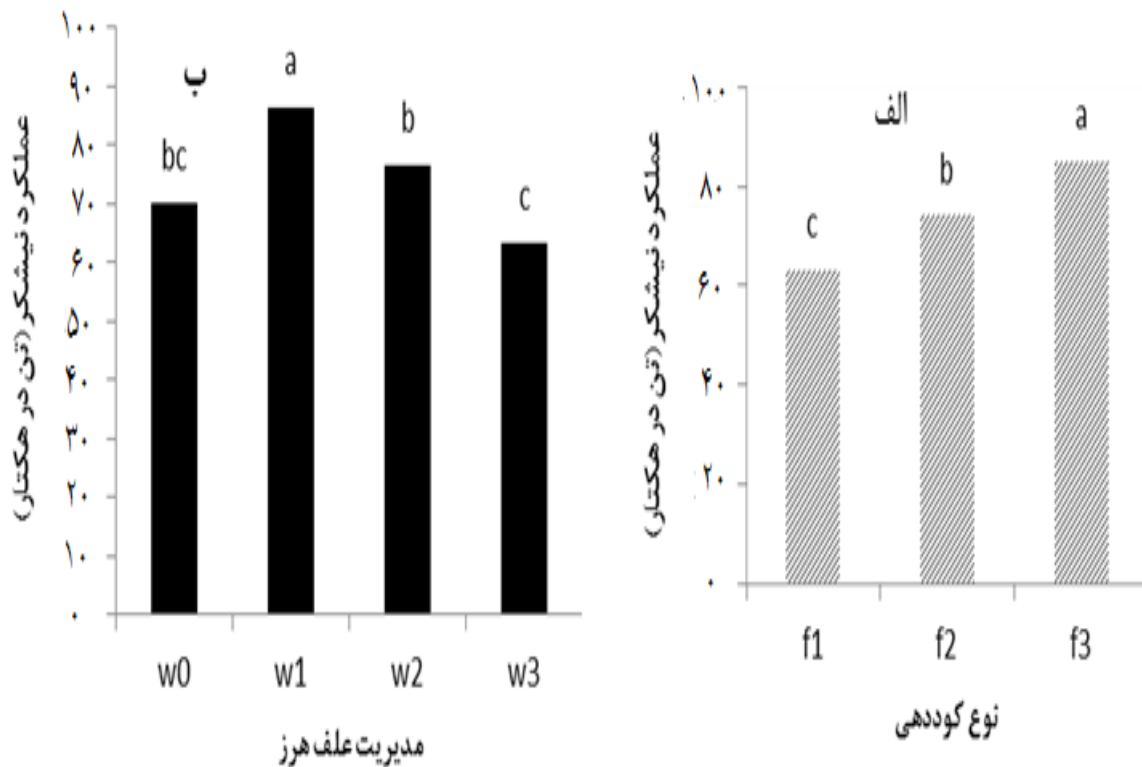 الف
عملکرد نیشکر (تن در هکتار)
۱۰۰
۸۰
۶۰
۴۰
۲۰
۰
c
b
a
f1 f2 f3
نوع کوددهی
ب
عملکرد نیشکر (تن در هکتار)
۱۰۰
۹۰
۸۰
۷۰
۶۰
۵۰
۴۰
۳۰
۲۰
۱۰
۰
bc
a
b
c
w0 w1 w2 w3
مدیریت علف هرز